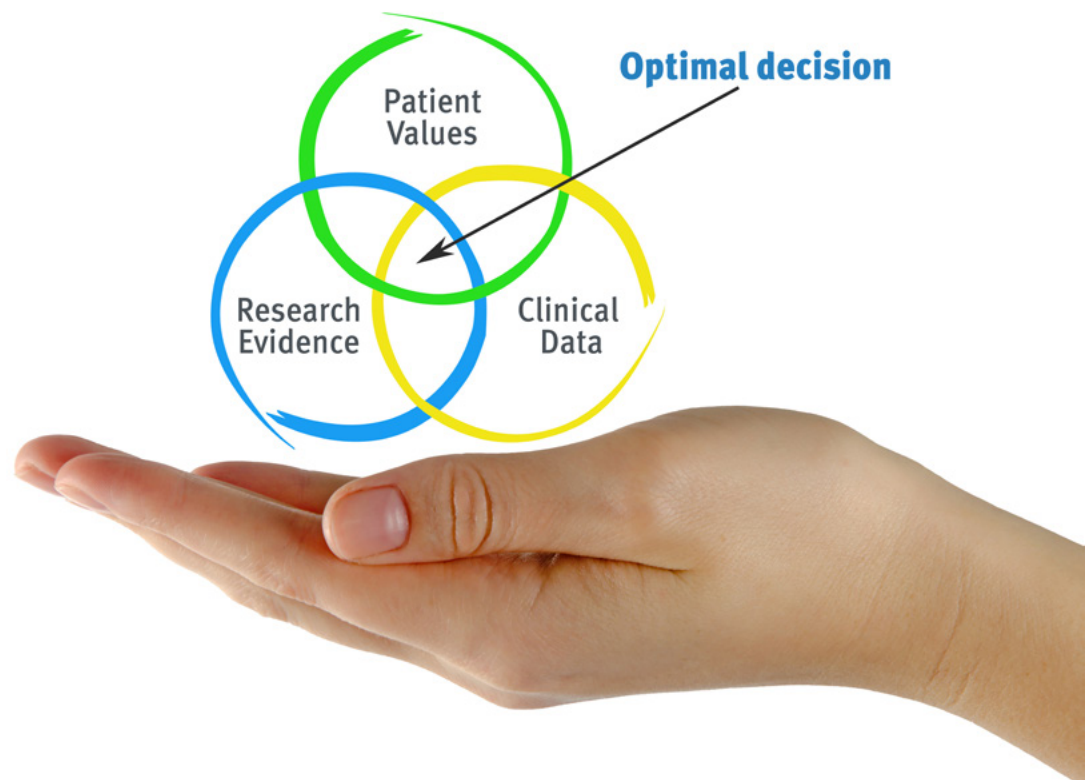 Optimal decision
Patient
Values
Research
Evidence
Clinical
Data